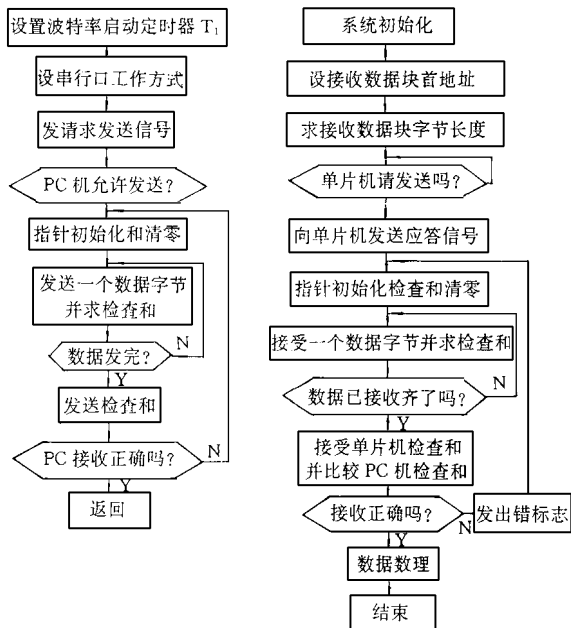 设置波特率启动定时器 T₁
设串行口工作方式
发请求发送信号
PC 机允许发送?
指针初始化和清零
发送一个数据字节
并求检查和
数据发完?
N
Y
发送检查和
PC 接收正确吗?
N
Y
返回
系统初始化
设接收数据块首地址
求接收数据块字节长度
单片机请发送吗?
向单片机发送应答信号
指针初始化检查和清零
接受一个数据字节并求检查和
数据已接收齐了吗?
N
Y
接受单片机检查和
并比较 PC 机检查和
接收正确吗?
N
发出错标志
Y
数据数理
结束